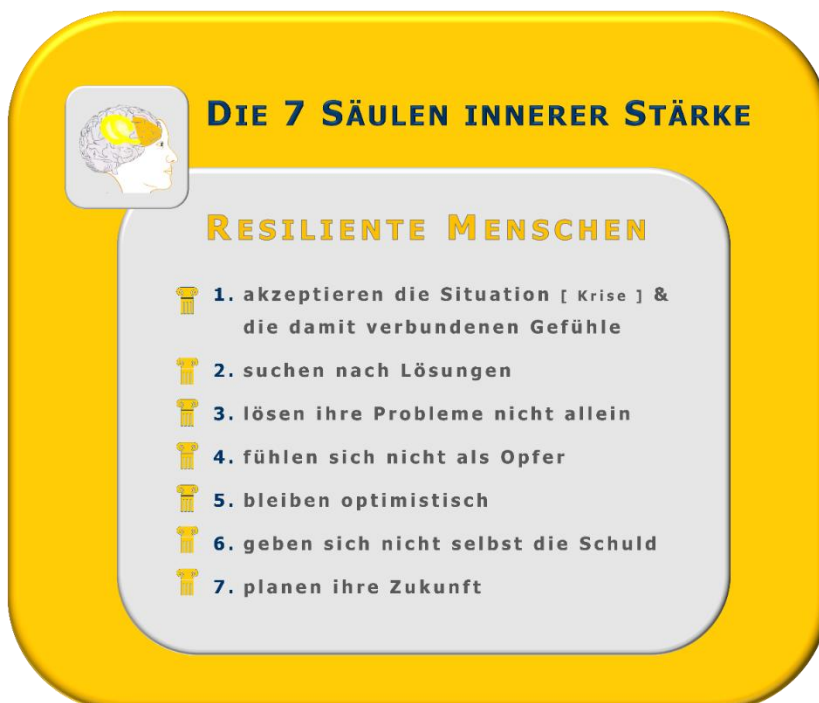 DIE 7 SÄULEN INNERER STÄRKE
RESILIENTE MENSCHEN
1. akzeptieren die Situation [ Krise ] &
die damit verbundenen Gefühle
2. suchen nach Lösungen
3. lösen ihre Probleme nicht allein
4. fühlen sich nicht als Opfer
5. bleiben optimistisch
6. geben sich nicht selbst die Schuld
7. planen ihre Zukunft